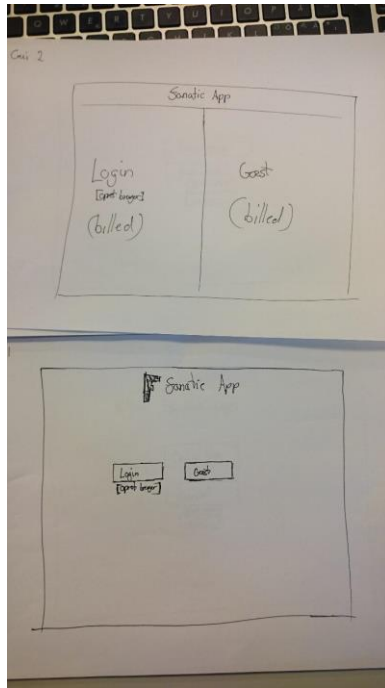 Gui 2
Sanatic App
Login
[opret bruger]
(billed)
Gæst
(billed)
Sanatic App
Login
Gæst
[opret bruger]